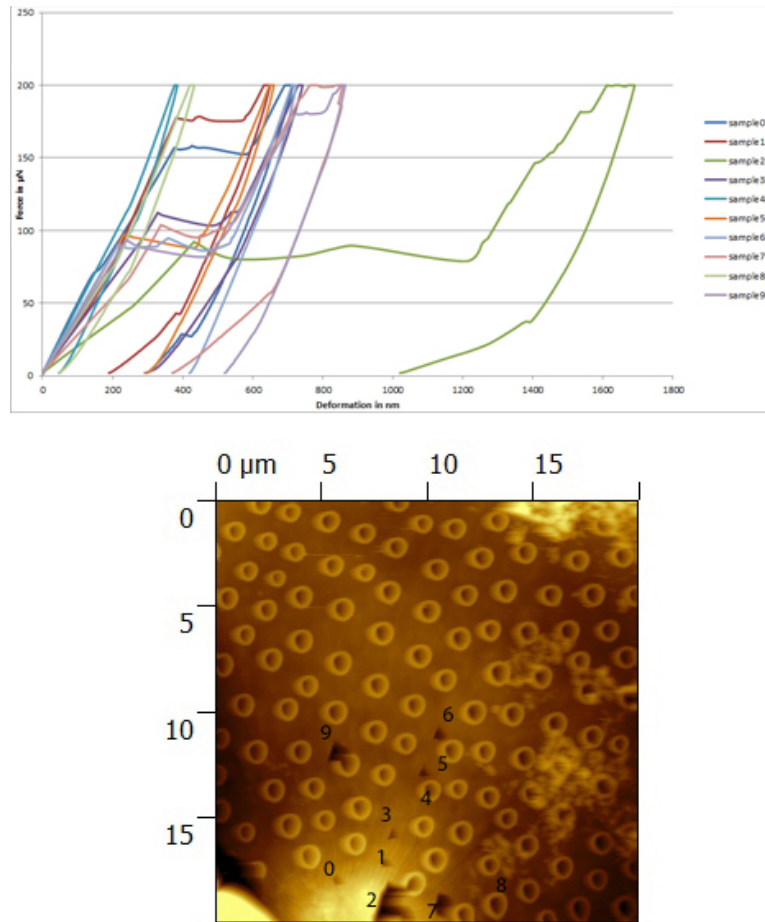 250
200
150
100
50
0
Force in µN
0 200 400 600 800 1000 1200 1400 1600 1800
Deformation in nm
sample0
sample1
sample2
sample3
sample4
sample5
sample6
sample7
sample8
sample9
0 µm 5 10 15
0
5
10
15
6
9
5
4
3
1
0
8
2
7